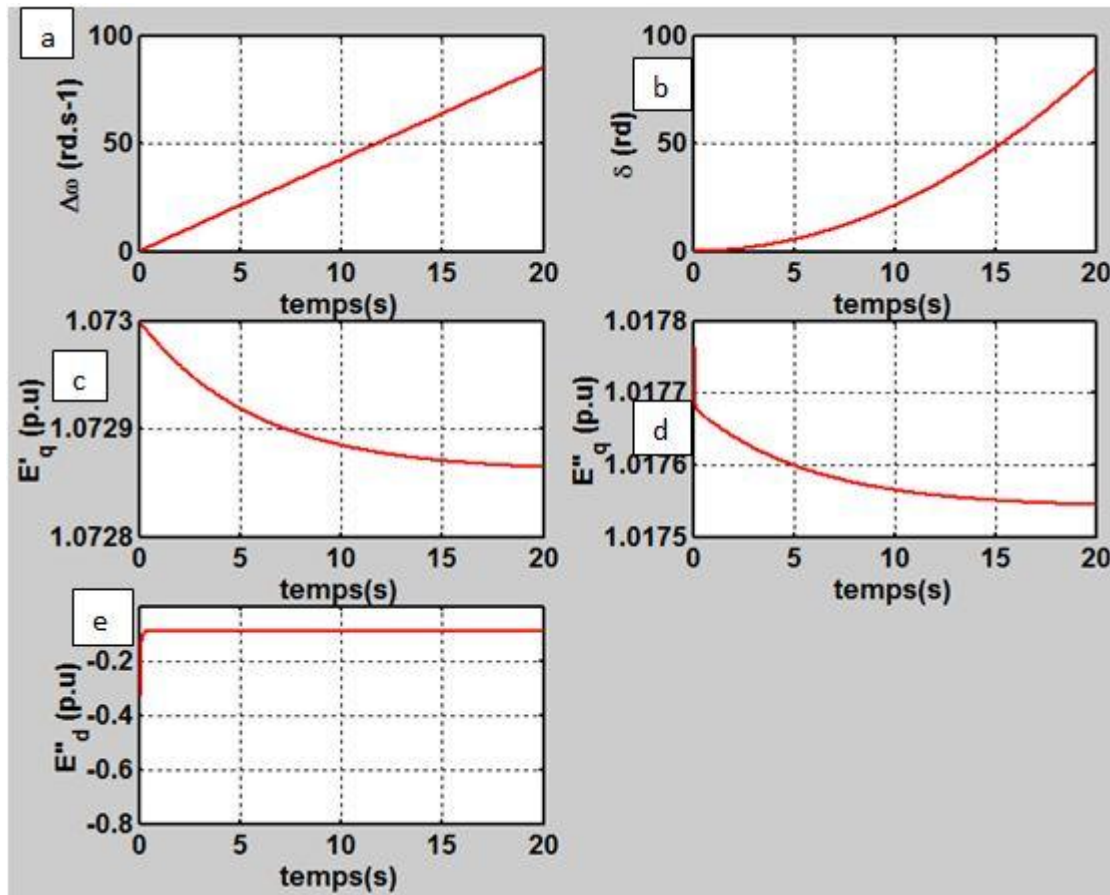 a
100
50
0
Δω (rd.s-1)
0 5 10 15 20
temps(s)
b
100
50
0
δ (rd)
0 5 10 15 20
temps(s)
c
1.073
1.0729
1.0728
E'q (p.u)
0 5 10 15 20
temps(s)
d
1.0178
1.0177
1.0176
1.0175
E"q (p.u)
0 5 10 15 20
temps(s)
e
-0.2
-0.4
-0.6
-0.8
E"d (p.u)
0 5 10 15 20
temps(s)